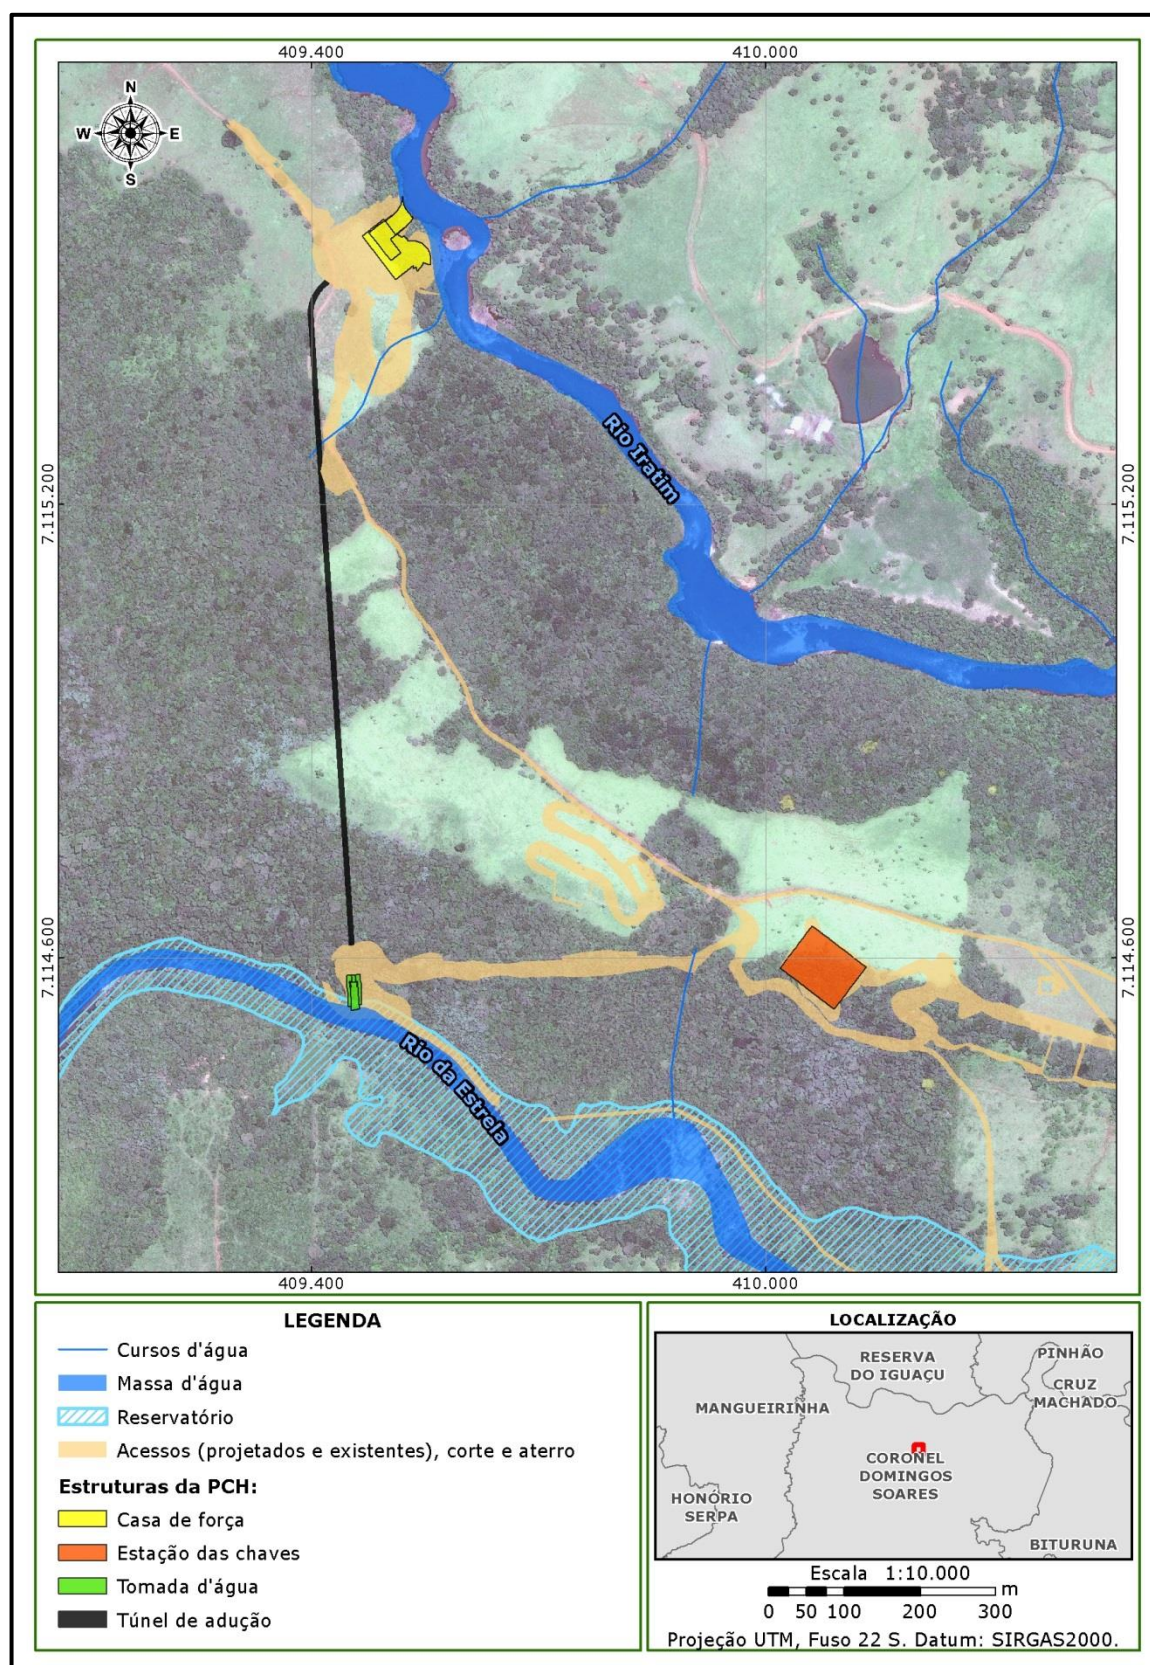 409.400
410.000
N
W
E
S
Rio Iratim
7.115.200
7.115.200
7.114.600
7.114.600
Rio da Estrela
409.400
410.000
LEGENDA
Cursos d'água
Massa d'água
Reservatório
Acessos (projetados e existentes), corte e aterro
Estruturas da PCH:
Casa de força
Estação das chaves
Tomada d'água
Túnel de adução
LOCALIZAÇÃO
RESERVA
DO IGUAÇU
PINHÃO
CRUZ
MACHADO
MANGUEIRINHA
CORONEL
DOMINGOS
SOARES
HONÓRIO
SERPA
BITURUNA
Escala 1:10.000
m
0 50 100 200 300
Projeção UTM, Fuso 22 S. Datum: SIRGAS2000.